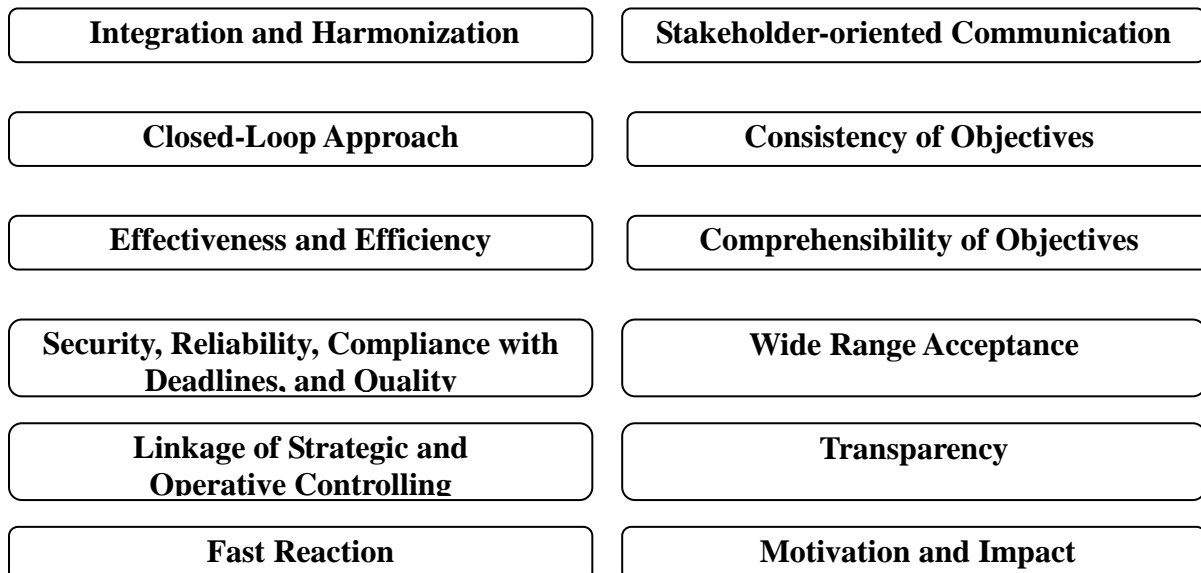 Integration and Harmonization
Stakeholder-oriented Communication
Closed-Loop Approach
Consistency of Objectives
Effectiveness and Efficiency
Comprehensibility of Objectives
Security, Reliability, Compliance with
Deadlines, and Quality
Wide Range Acceptance
Linkage of Strategic and
Operative Controlling
Transparency
Fast Reaction
Motivation and Impact